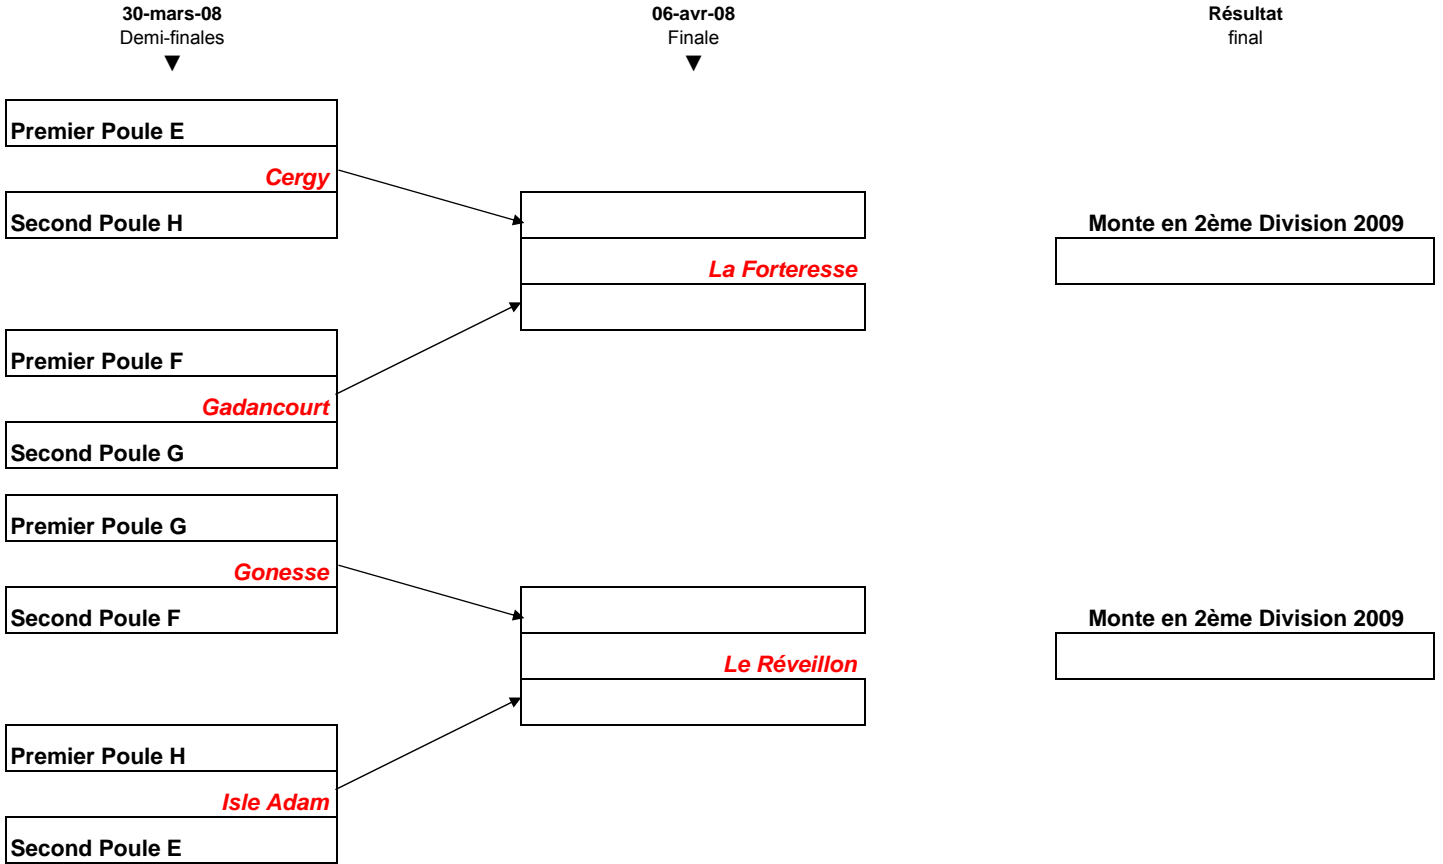 30-mars-08
Demi-finales
▼
06-avr-08
Finale
▼
Résultat
final
Premier Poule E
Cergy
Second Poule H
Premier Poule F
Gadancourt
Second Poule G
La Forteresse
Monte en 2ème Division 2009
Premier Poule G
Gonesse
Second Poule F
Premier Poule H
Isle Adam
Second Poule E
Le Réveillon
Monte en 2ème Division 2009